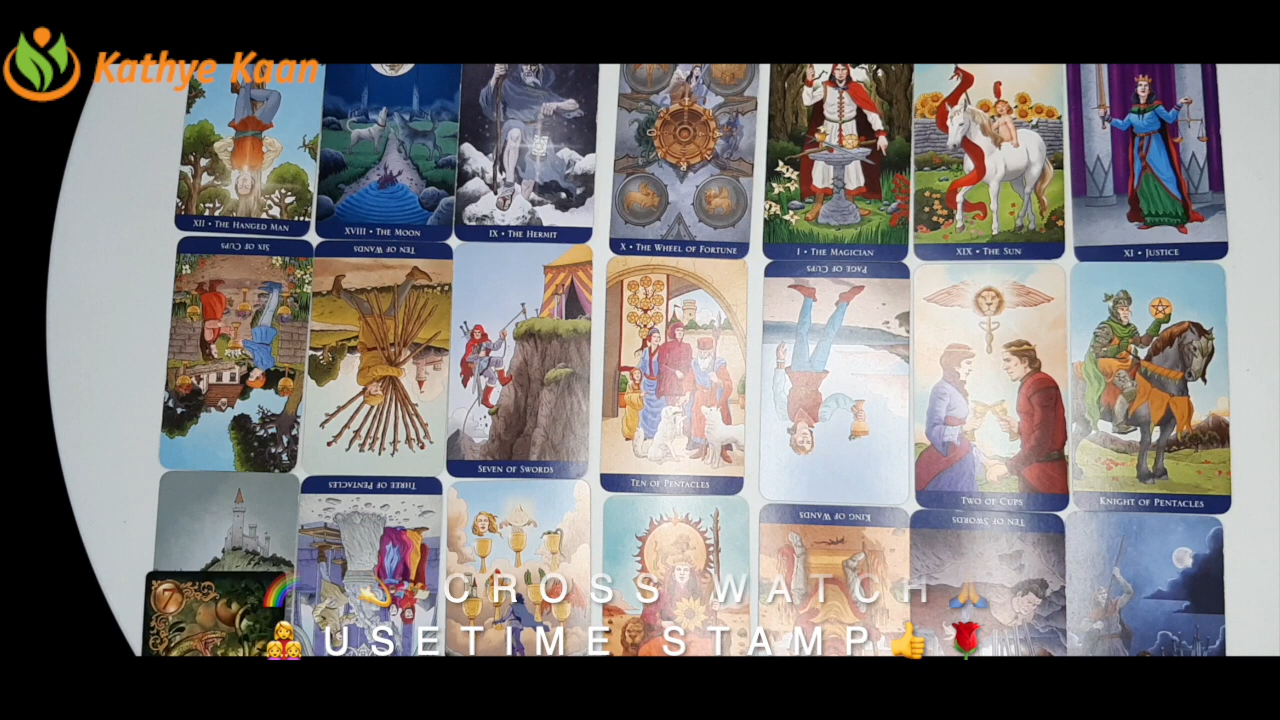 Kathye Kaan
XII • THE HANGED MAN
XVIII • THE MOON
IX • THE HERMIT
X • THE WHEEL OF FORTUNE
I • THE MAGICIAN
XIX • THE SUN
XI • JUSTICE
SIX OF CUPS
TEN OF WANDS
SEVEN OF SWORDS
TEN OF PENTACLES
PAGE OF CUPS
TWO OF CUPS
KNIGHT OF PENTACLES
THREE OF PENTACLES
KING OF WANDS
TEN OF SWORDS
7
🌈 💫 CROSS WATCH 🙏
👩‍👧‍👧 USETIME STAMP 👍 🌹